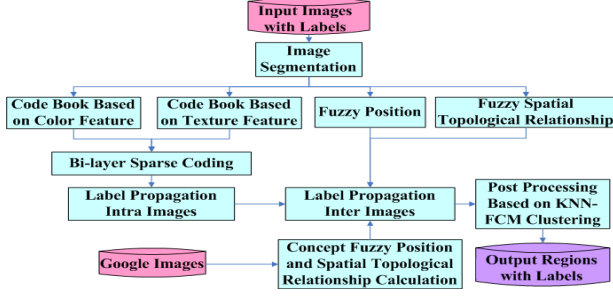 Input Images
with Labels
Image
Segmentation
Code Book Based
on Color Feature
Code Book Based
on Texture Feature
Fuzzy Position
Fuzzy Spatial
Topological Relationship
Bi-layer Sparse Coding
Label Propagation
Intra Images
Label Propagation
Inter Images
Post Processing
Based on KNN-
FCM Clustering
Google Images
Concept Fuzzy Position
and Spatial Topological
Relationship Calculation
Output Regions
with Labels